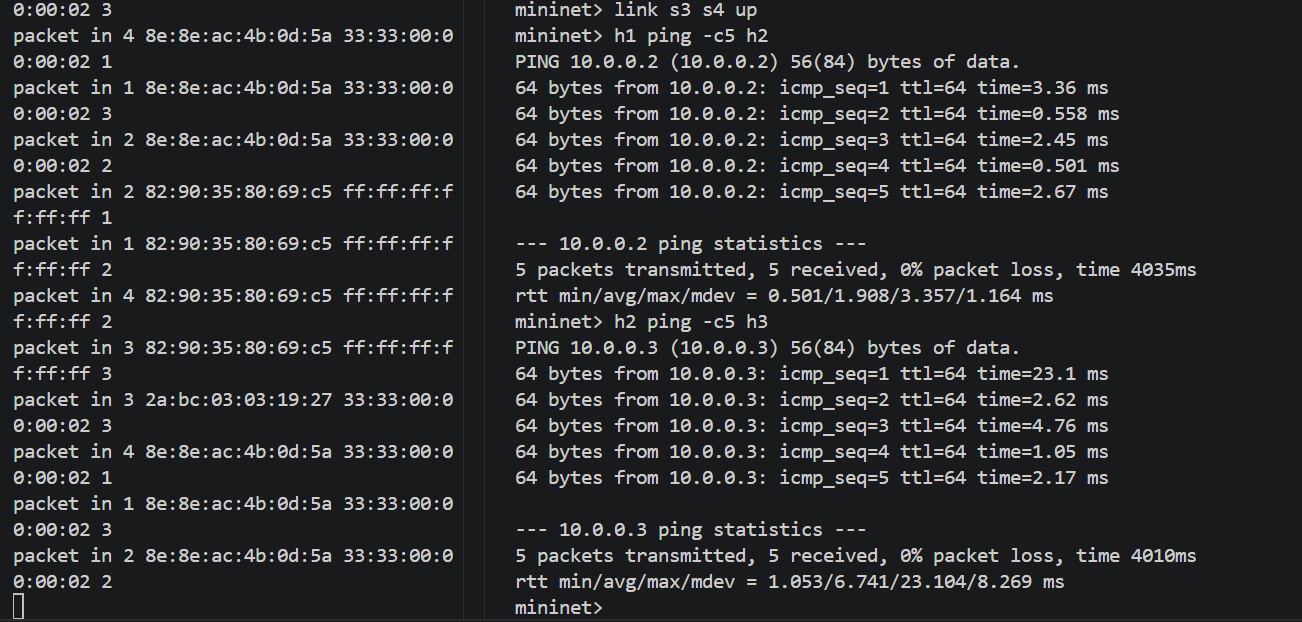 0:00:02 3
packet in 4 8e:8e:ac:4b:0d:5a 33:33:00:0
0:00:02 1
packet in 1 8e:8e:ac:4b:0d:5a 33:33:00:0
0:00:02 3
packet in 2 8e:8e:ac:4b:0d:5a 33:33:00:0
0:00:02 2
packet in 2 82:90:35:80:69:c5 ff:ff:ff:f
f:ff:ff 1
packet in 1 82:90:35:80:69:c5 ff:ff:ff:f
f:ff:ff 2
packet in 4 82:90:35:80:69:c5 ff:ff:ff:f
f:ff:ff 2
packet in 3 82:90:35:80:69:c5 ff:ff:ff:f
f:ff:ff 3
packet in 3 2a:bc:03:03:19:27 33:33:00:0
0:00:02 3
packet in 4 8e:8e:ac:4b:0d:5a 33:33:00:0
0:00:02 1
packet in 1 8e:8e:ac:4b:0d:5a 33:33:00:0
0:00:02 3
packet in 2 8e:8e:ac:4b:0d:5a 33:33:00:0
0:00:02 2
mininet> link s3 s4 up
mininet> h1 ping -c5 h2
PING 10.0.0.2 (10.0.0.2) 56(84) bytes of data.
64 bytes from 10.0.0.2: icmp_seq=1 ttl=64 time=3.36 ms
64 bytes from 10.0.0.2: icmp_seq=2 ttl=64 time=0.558 ms
64 bytes from 10.0.0.2: icmp_seq=3 ttl=64 time=2.45 ms
64 bytes from 10.0.0.2: icmp_seq=4 ttl=64 time=0.501 ms
64 bytes from 10.0.0.2: icmp_seq=5 ttl=64 time=2.67 ms
--- 10.0.0.2 ping statistics ---
5 packets transmitted, 5 received, 0% packet loss, time 4035ms
rtt min/avg/max/mdev = 0.501/1.908/3.357/1.164 ms
mininet> h2 ping -c5 h3
PING 10.0.0.3 (10.0.0.3) 56(84) bytes of data.
64 bytes from 10.0.0.3: icmp_seq=1 ttl=64 time=23.1 ms
64 bytes from 10.0.0.3: icmp_seq=2 ttl=64 time=2.62 ms
64 bytes from 10.0.0.3: icmp_seq=3 ttl=64 time=4.76 ms
64 bytes from 10.0.0.3: icmp_seq=4 ttl=64 time=1.05 ms
64 bytes from 10.0.0.3: icmp_seq=5 ttl=64 time=2.17 ms
--- 10.0.0.3 ping statistics ---
5 packets transmitted, 5 received, 0% packet loss, time 4010ms
rtt min/avg/max/mdev = 1.053/6.741/23.104/8.269 ms
mininet>